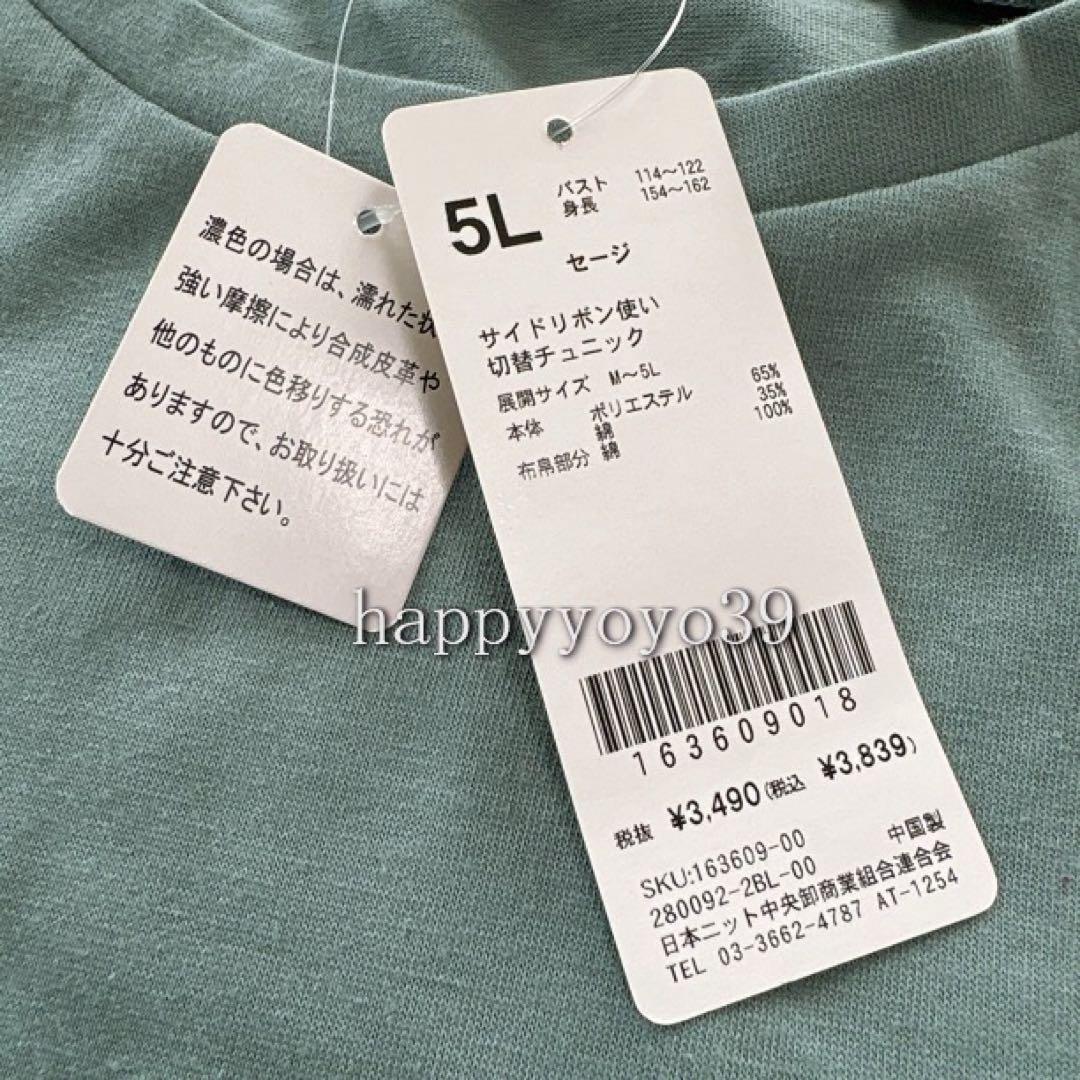 濃色の場合は、濡れた状
強い摩擦により合成皮革や
他のものに色移りする恐れが
ありますので、お取り扱いには
十分ご注意下さい。
5L
バスト 114～122
身長 154～162
セージ
サイドリボン使い
切替チュニック
展開サイズ M～5L
本体 ポリエステル 65%
綿 35%
布帛部分 綿 100%
happyyoyo39
163609018
税抜 ¥3,490(税込 ¥3,839)
SKU:163609-00 中国製
280092-2BL-00
日本ニット中央卸商業組合連合会
TEL 03-3662-4787 AT-1254